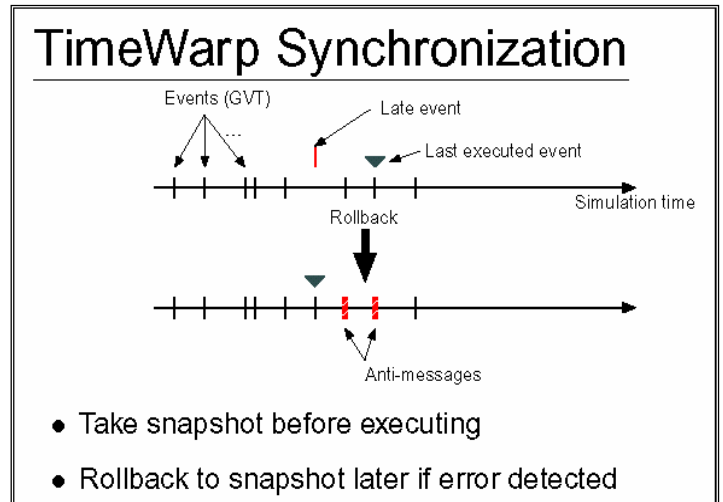 TimeWarp Synchronization
Events (GVT)
...
Late event
Last executed event
Simulation time
Rollback
Anti-messages
● Take snapshot before executing
● Rollback to snapshot later if error detected